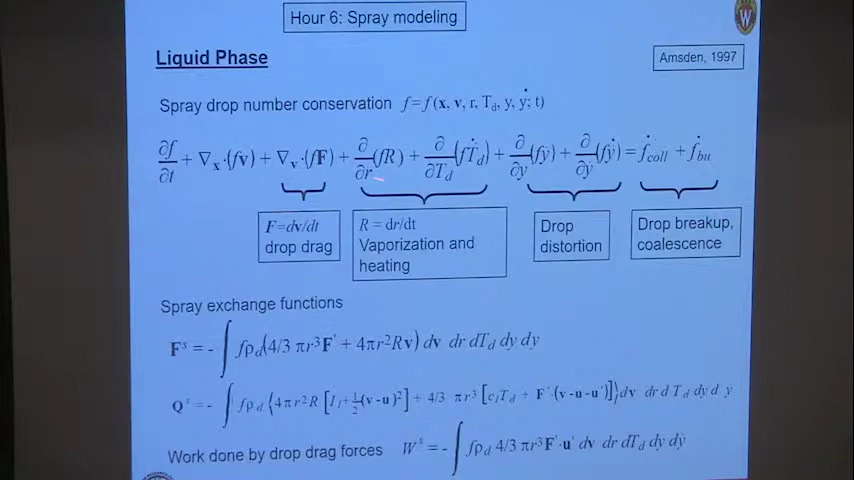 Hour 6: Spray modeling
Liquid Phase
Amsden, 1997
Spray drop number conservation f=f(x, v, r, T_d, y, ẏ; t)
∂f/∂t + ∇_x·(fv) + ∇_v·(fF) + ∂/∂r(fR) + ∂/∂T_d(fṪ_d) + ∂/∂y(fẏ) + ∂/∂ẏ(fÿ) = ḟ_coll + ḟ_bu
F=dv/dt
drop drag
R = dr/dt
Vaporization and
heating
Drop
distortion
Drop breakup,
coalescence
Spray exchange functions
F^s = - ∫ fρ_d(4/3 πr³F' + 4πr²Rv) dv dr dT_d dy dẏ
Q^s = - ∫ fρ_d {4πr²R [I_l + ½(v-u)²] + 4/3 πr³ [c_lṪ_d + F'·(v-u-u')]}dv dr dT_d dy dẏ
Work done by drop drag forces W^s = - ∫ fρ_d 4/3 πr³F'·u' dv dr dT_d dy dẏ